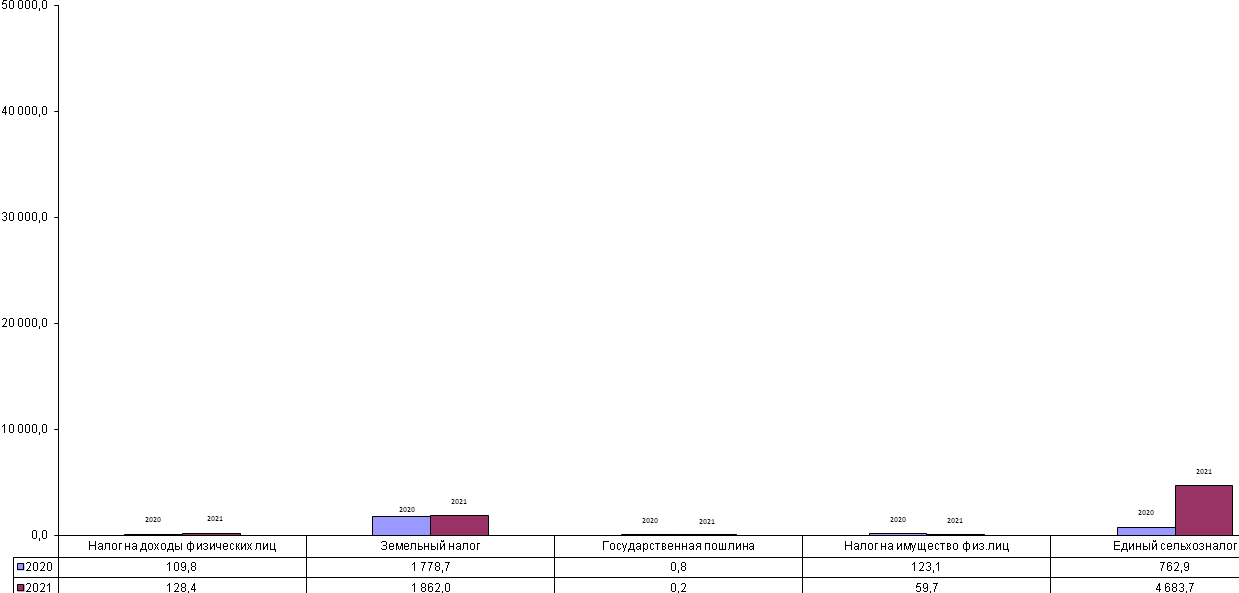 50 000,0
40 000,0
30 000,0
20 000,0
10 000,0
0,0
2020 2021 2020 2021 2020 2021 2020 2021 2020 2021
Налог на доходы физических лиц Земельный налог Государственная пошлина Налог на имущество физ.лиц Единый сельхозналог
2020 109,8 1 778,7 0,8 123,1 762,9
2021 128,4 1 862,0 0,2 59,7 4 683,7